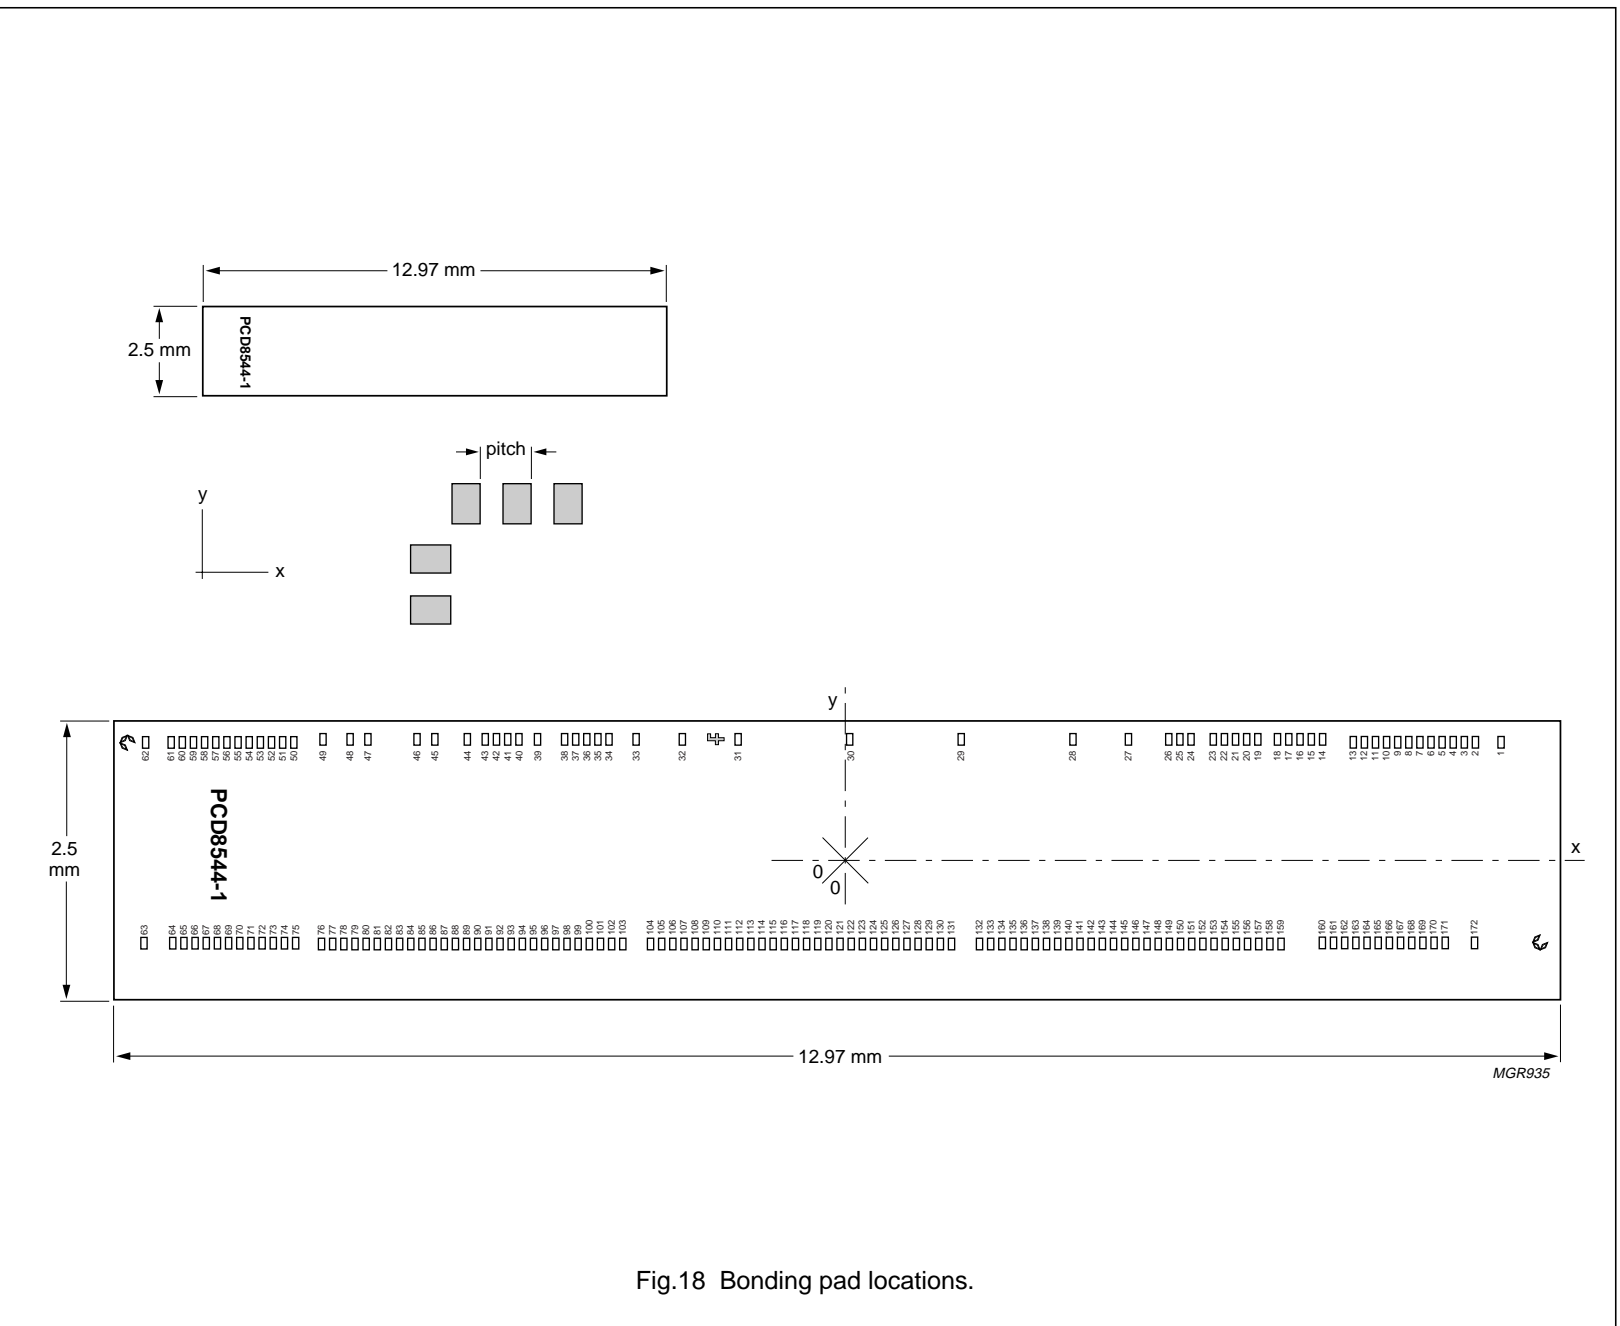 12.97 mm
2.5 mm
PCD8544-1
pitch
y
x
y
62 61 60 59 58 57 56 55 54 53 52 51 50 49 48 47 46 45 44 43 42 41 40 39 38 37 36 35 34 33 32 31 30 29 28 27 26 25 24 23 22 21 20 19 18 17 16 15 14 13 12 11 10 9 8 7 6 5 4 3 2 1
PCD8544-1
2.5
mm
x
0
0
63 64 65 66 67 68 69 70 71 72 73 74 75 76 77 78 79 80 81 82 83 84 85 86 87 88 89 90 91 92 93 94 95 96 97 98 99 100 101 102 103 104 105 106 107 108 109 110 111 112 113 114 115 116 117 118 119 120 121 122 123 124 125 126 127 128 129 130 131 132 133 134 135 136 137 138 139 140 141 142 143 144 145 146 147 148 149 150 151 152 153 154 155 156 157 158 159 160 161 162 163 164 165 166 167 168 169 170 171 172
12.97 mm
MGR935
Fig.18 Bonding pad locations.